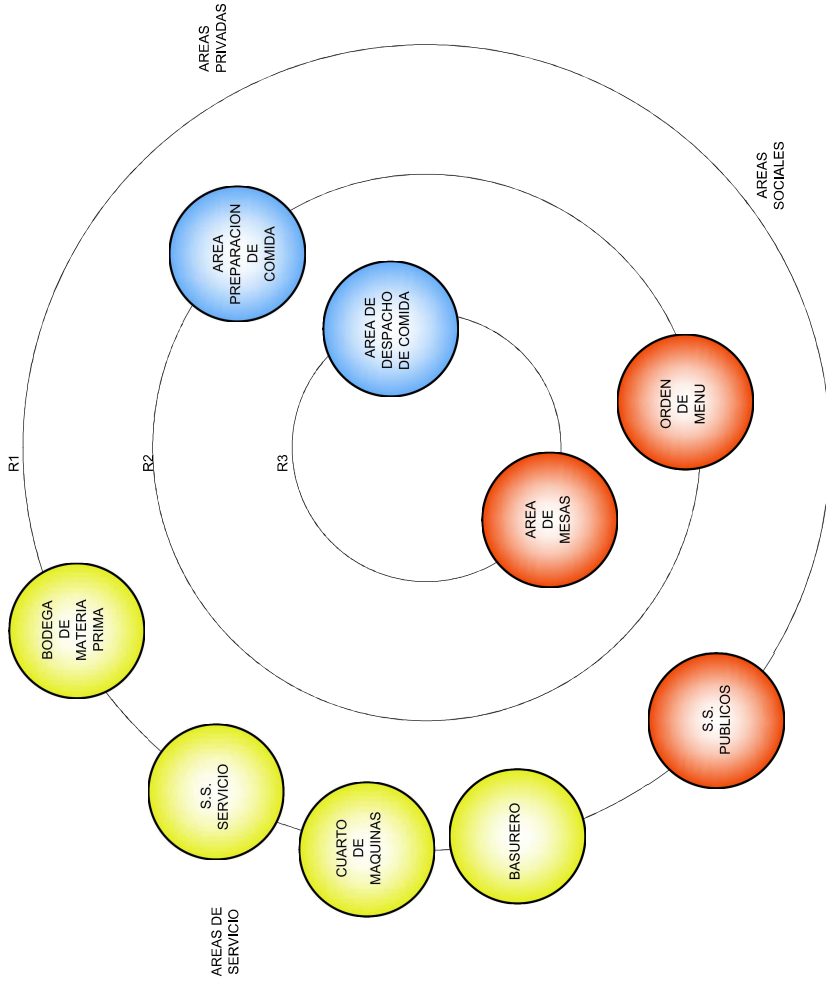 R1
BODEGA
DE
MATERIA
PRIMA
R2
AREAS
PRIVADAS
AREAS DE
SERVICIO
S.S.
SERVICIO
AREA
PREPARACION
DE
COMIDA
R3
CUARTO
DE
MAQUINAS
AREA DE
DESPACHO
DE COMIDA
BASURERO
AREA
DE
MESAS
ORDEN
DE
MENU
S.S.
PUBLICOS
AREAS
SOCIALES